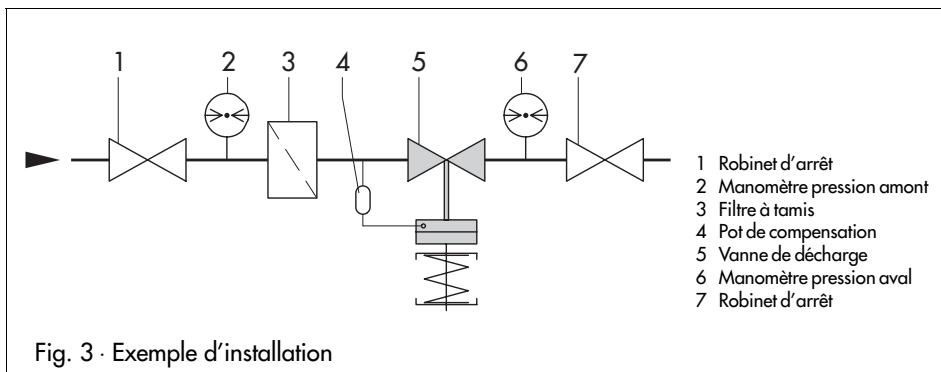 1 2 3 4 5 6 7
1 Robinet d'arrêt
2 Manomètre pression amont
3 Filtre à tamis
4 Pot de compensation
5 Vanne de décharge
6 Manomètre pression aval
7 Robinet d'arrêt
Fig. 3 · Exemple d'installation